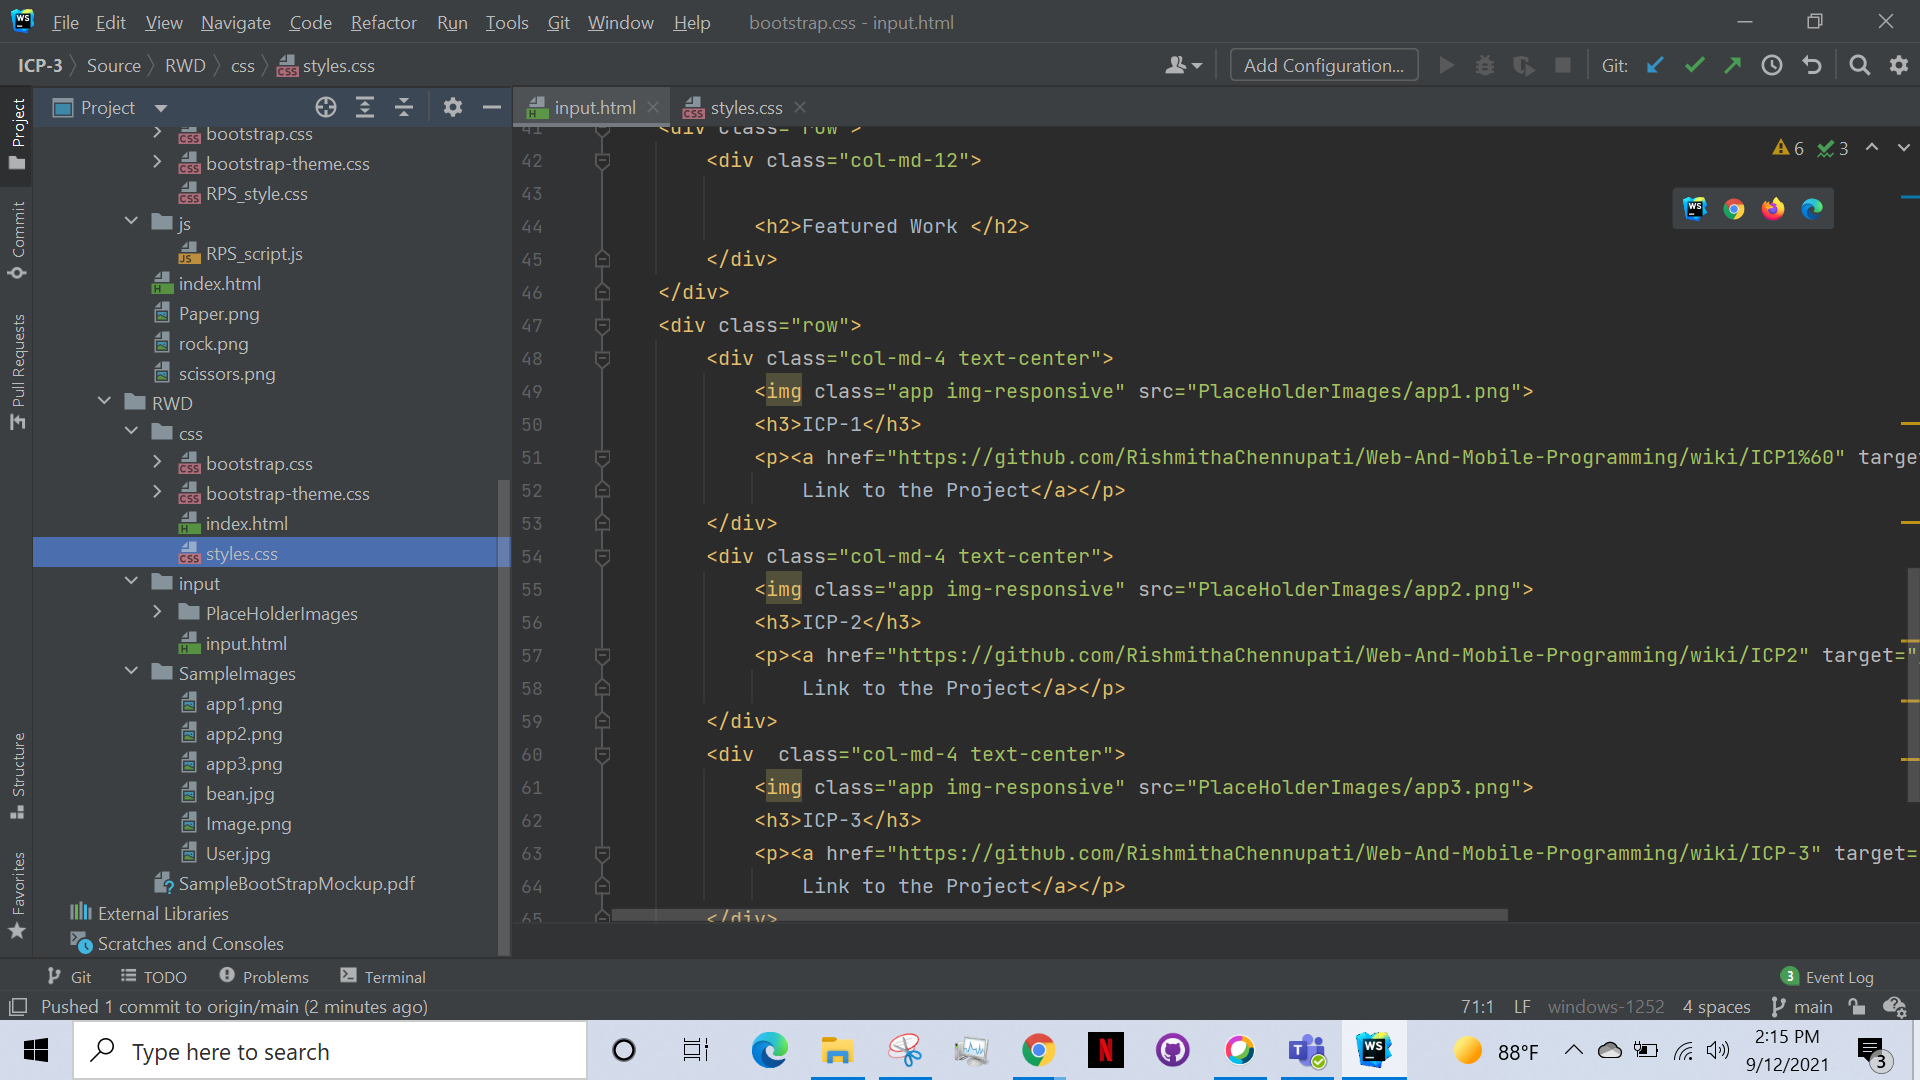 File Edit View Navigate Code Refactor Run Tools Git Window Help bootstrap.css - input.html
ICP-3 Source RWD css styles.css Add Configuration... Git:
Project
input.html styles.css
bootstrap.css
bootstrap-theme.css
RPS_style.css
js
RPS_script.js
index.html
Paper.png
rock.png
scissors.png
RWD
css
bootstrap.css
bootstrap-theme.css
index.html
styles.css
input
PlaceHolderImages
input.html
SampleImages
app1.png
app2.png
app3.png
bean.jpg
Image.png
User.jpg
SampleBootStrapMockup.pdf
External Libraries
Scratches and Consoles
Project
Commit
Pull Requests
Structure
Favorites
6 3
41 <div class="row">
42 <div class="col-md-12">
43
44 <h2>Featured Work </h2>
45 </div>
46 </div>
47 <div class="row">
48 <div class="col-md-4 text-center">
49 <img class="app img-responsive" src="PlaceHolderImages/app1.png">
50 <h3>ICP-1</h3>
51 <p><a href="https://github.com/RishmithaChennupati/Web-And-Mobile-Programming/wiki/ICP1%60" targe
52 Link to the Project</a></p>
53 </div>
54 <div class="col-md-4 text-center">
55 <img class="app img-responsive" src="PlaceHolderImages/app2.png">
56 <h3>ICP-2</h3>
57 <p><a href="https://github.com/RishmithaChennupati/Web-And-Mobile-Programming/wiki/ICP2" target="
58 Link to the Project</a></p>
59 </div>
60 <div  class="col-md-4 text-center">
61 <img class="app img-responsive" src="PlaceHolderImages/app3.png">
62 <h3>ICP-3</h3>
63 <p><a href="https://github.com/RishmithaChennupati/Web-And-Mobile-Programming/wiki/ICP-3" target=
64 Link to the Project</a></p>
65 </div>
Git TODO Problems Terminal 3 Event Log
Pushed 1 commit to origin/main (2 minutes ago) 71:1 LF windows-1252 4 spaces main
Type here to search
88°F
2:15 PM
9/12/2021
3